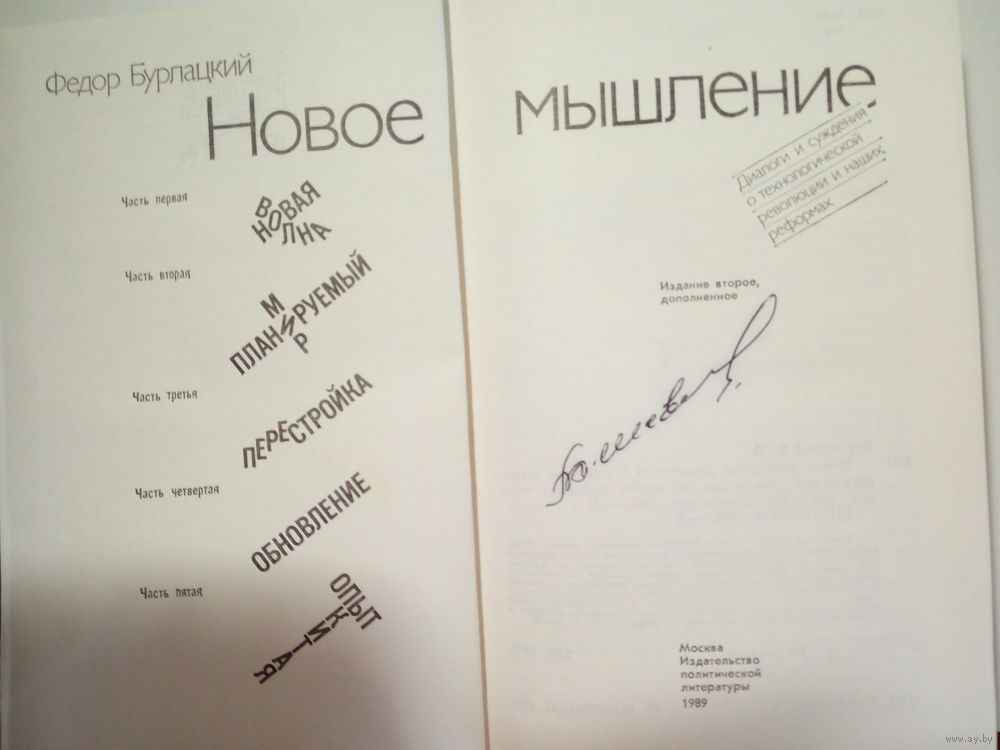 Федор Бурлацкий
Новое
Часть первая
НОВАЯ
ВОЛНА
Часть вторая
ПЛАНИРУЕМЫЙ
МИР
Часть третья
ПЕРЕСТРОЙКА
Часть четвертая
ОБНОВЛЕНИЕ
Часть пятая
ОПЫТ
КИТАЯ
мышление
Диалоги и суждения
о технологической
революции и наших
реформах
Издание второе,
дополненное
Москва
Издательство
политической
литературы
1989
www.ay.by